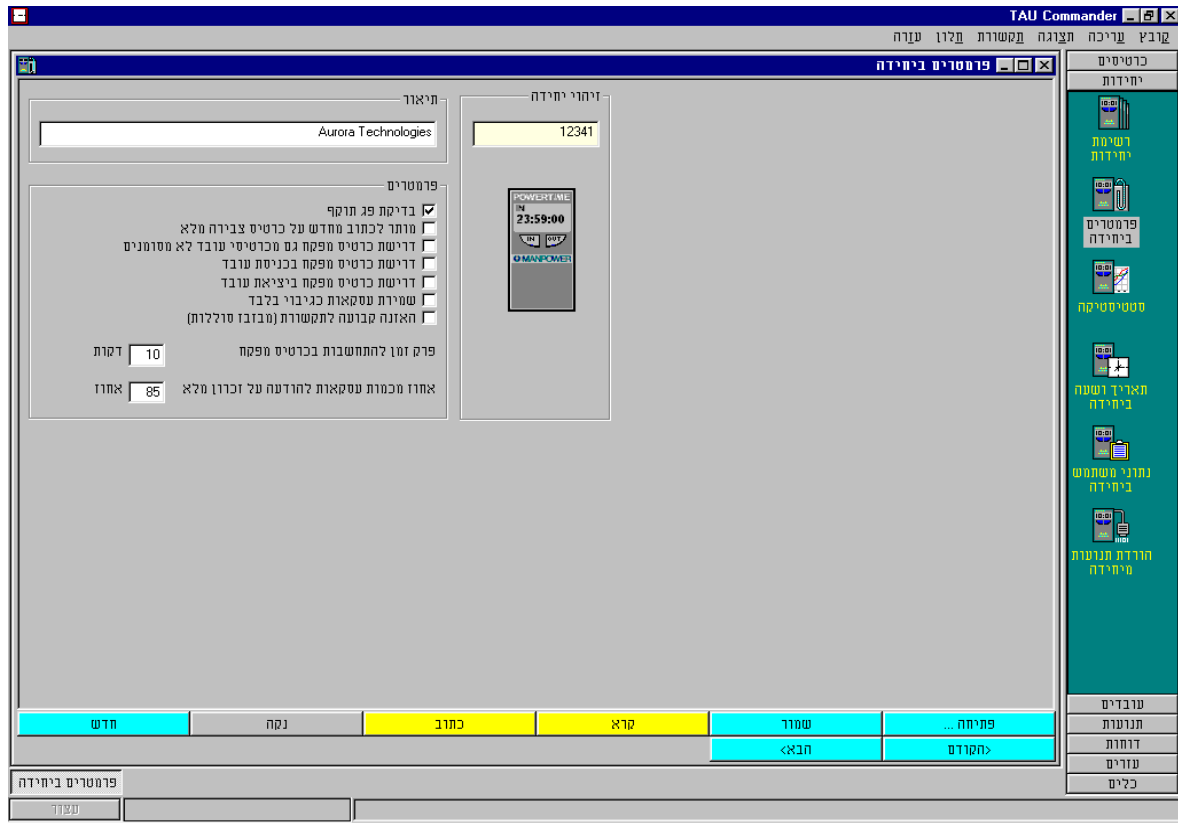 TAU Commander
קובץ עריכה תצוגה תקשורת חלון עזרה
כרטיסים
יחידות
רשימת
יחידות
פרמטרים
ביחידה
סטטיסטיקה
תאריך ושעה
ביחידה
נתוני משתמש
ביחידה
הורדת תנועות
מיחידה
עובדים
תנועות
דוחות
עזרים
כלים
פרמטרים ביחידה
זיהוי יחידה
12341
POWERTIME
IN
23:59:00
IN OUT
MANPOWER
תיאור
Aurora Technologies
פרמטרים
בדיקת פג תוקף
מותר לכתוב מחדש על כרטיס צבירה מלא
דרישת כרטיס מפקח גם מכרטיסי עובד לא מסומנים
דרישת כרטיס מפקח בכניסת עובד
דרישת כרטיס מפקח ביציאת עובד
שמירת עסקאות כגיבוי בלבד
האזנה קבועה לתקשורת (מבזבז סוללות)
פרק זמן להתחשבות בכרטיס מפקח 10 דקות
אחוז מכמות עסקאות להודעה על זכרון מלא 85 אחוז
פתיחה ... שמור קרא כתוב נקה חדש
<הקודם הבא>
פרמטרים ביחידה
עצור